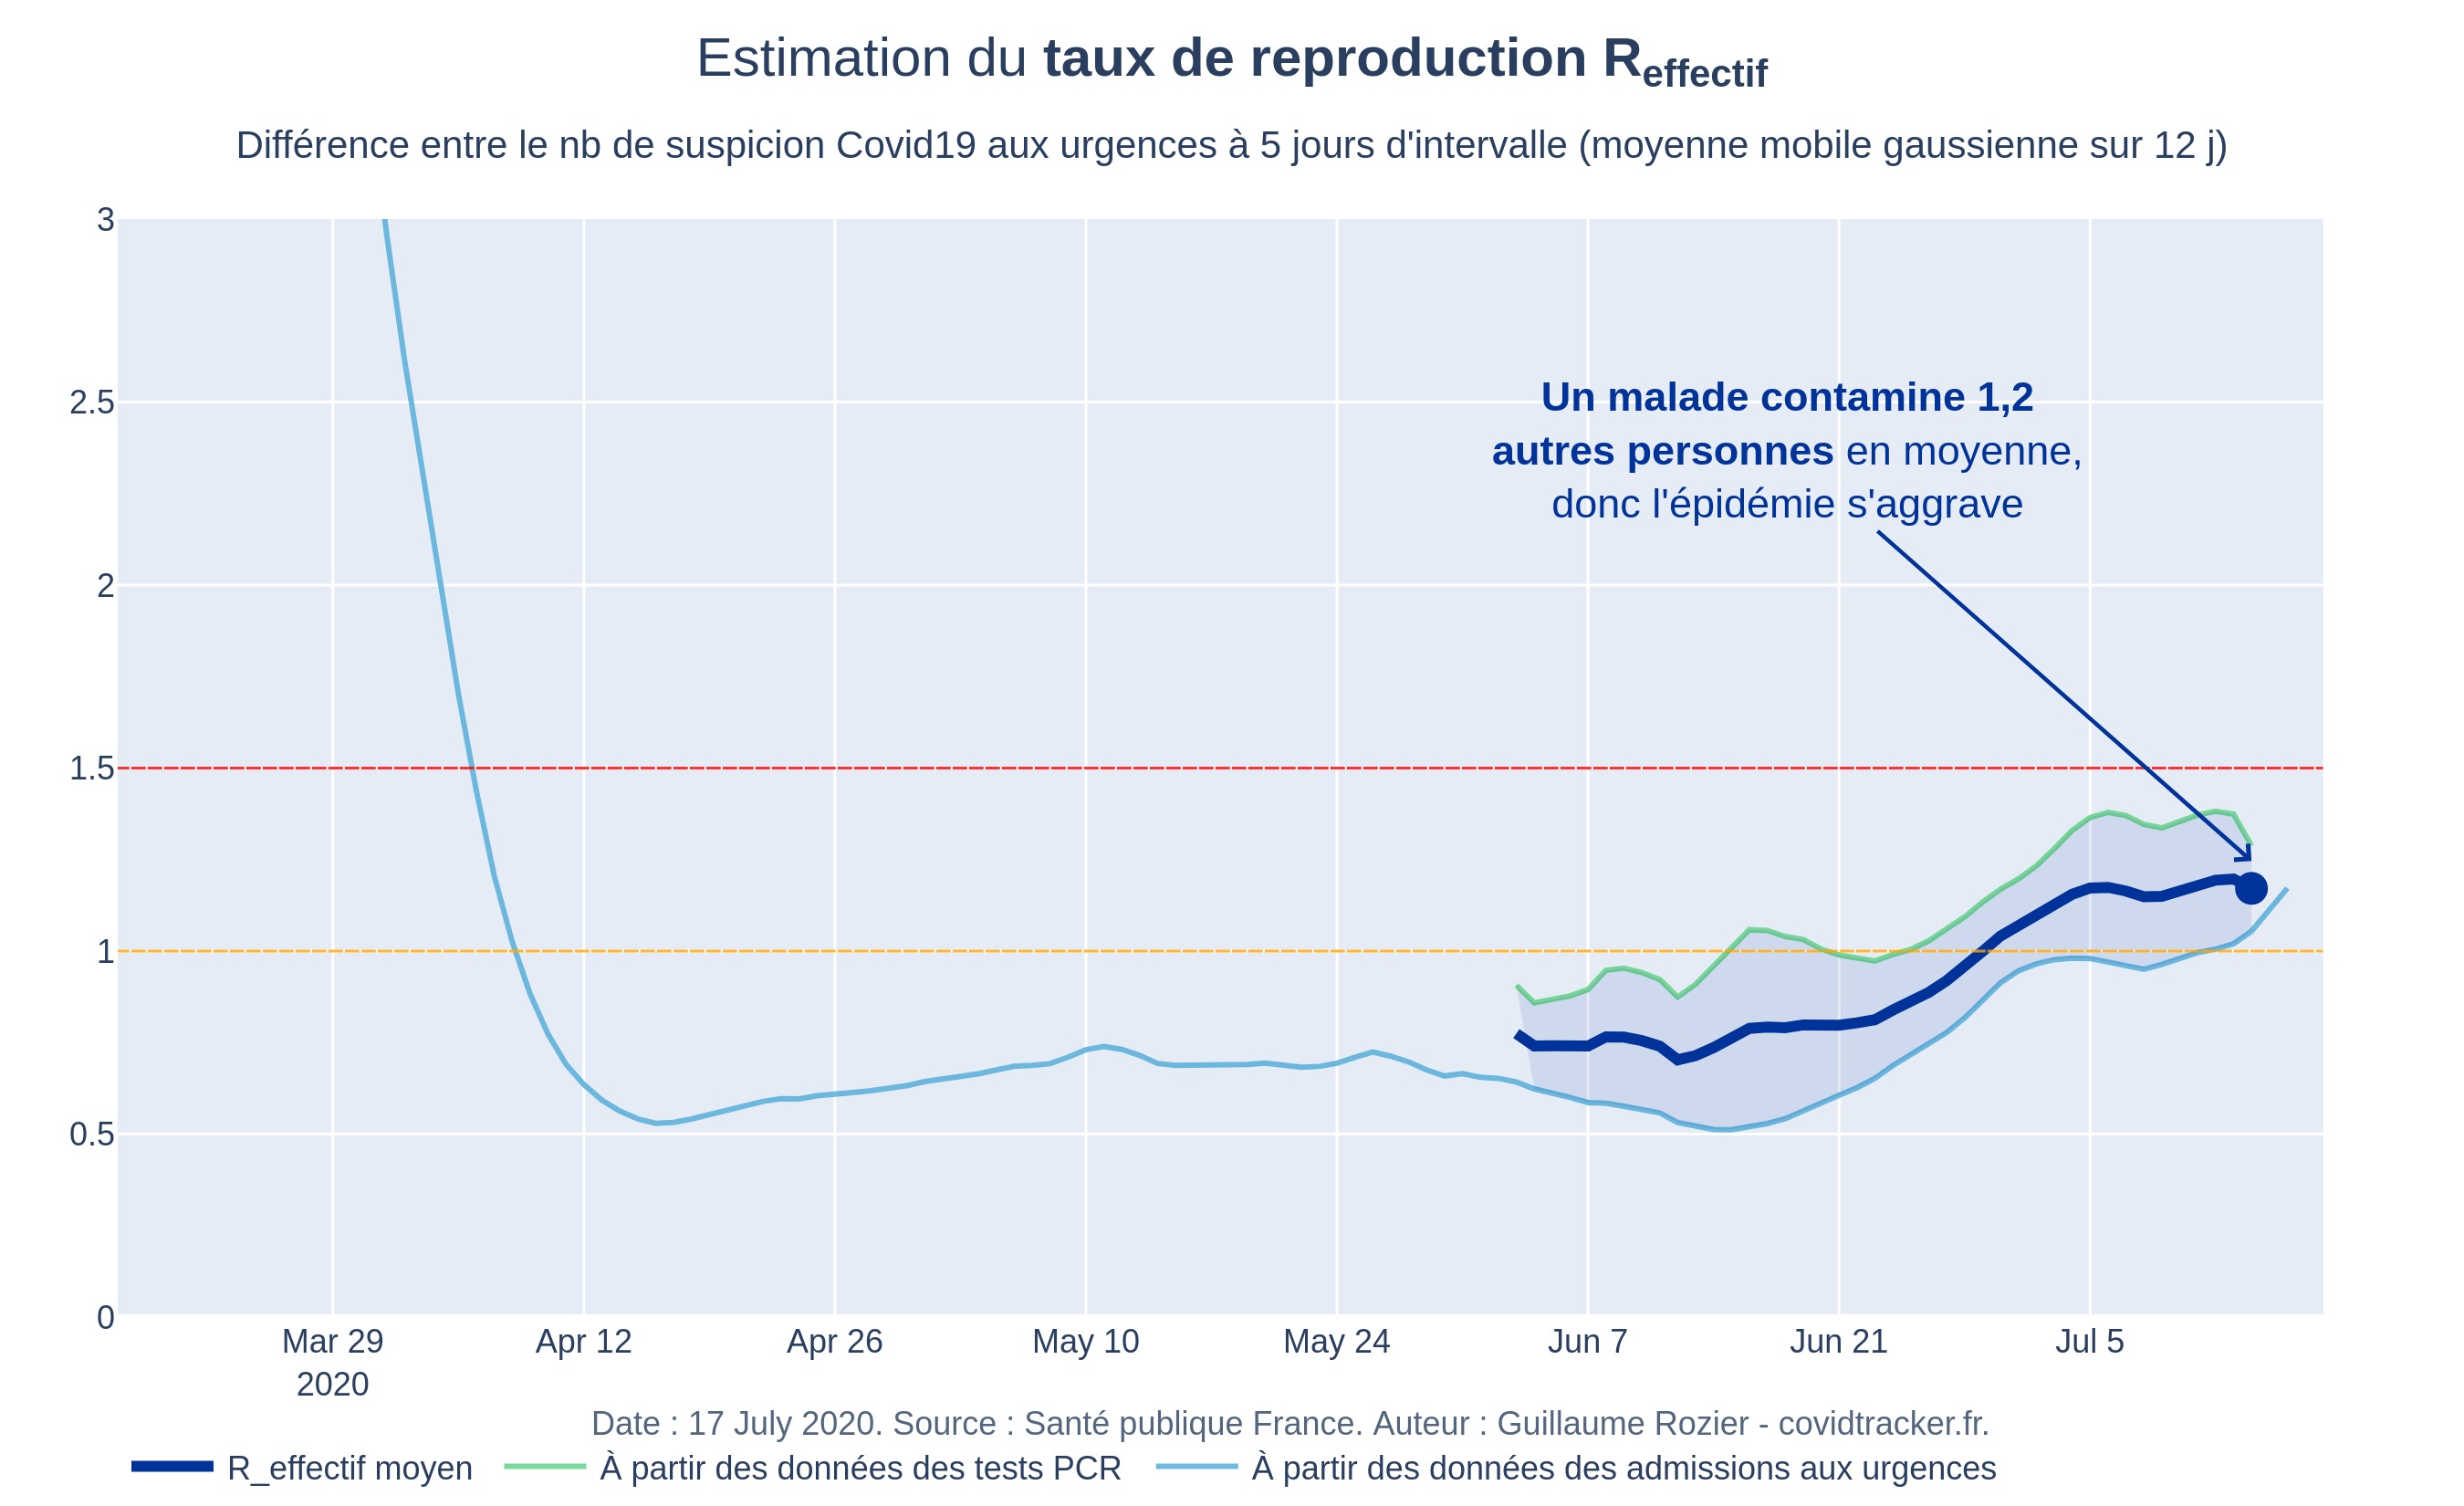 Estimation du taux de reproduction Reffectif
Différence entre le nb de suspicion Covid19 aux urgences à 5 jours d'intervalle (moyenne mobile gaussienne sur 12 j)
3
2.5
2
1.5
1
0.5
0
Un malade contamine 1,2
autres personnes en moyenne,
donc l'épidémie s'aggrave
Mar 29 Apr 12 Apr 26 May 10 May 24 Jun 7 Jun 21 Jul 5
2020
Date : 17 July 2020. Source : Santé publique France. Auteur : Guillaume Rozier - covidtracker.fr.
R_effectif moyen À partir des données des tests PCR À partir des données des admissions aux urgences